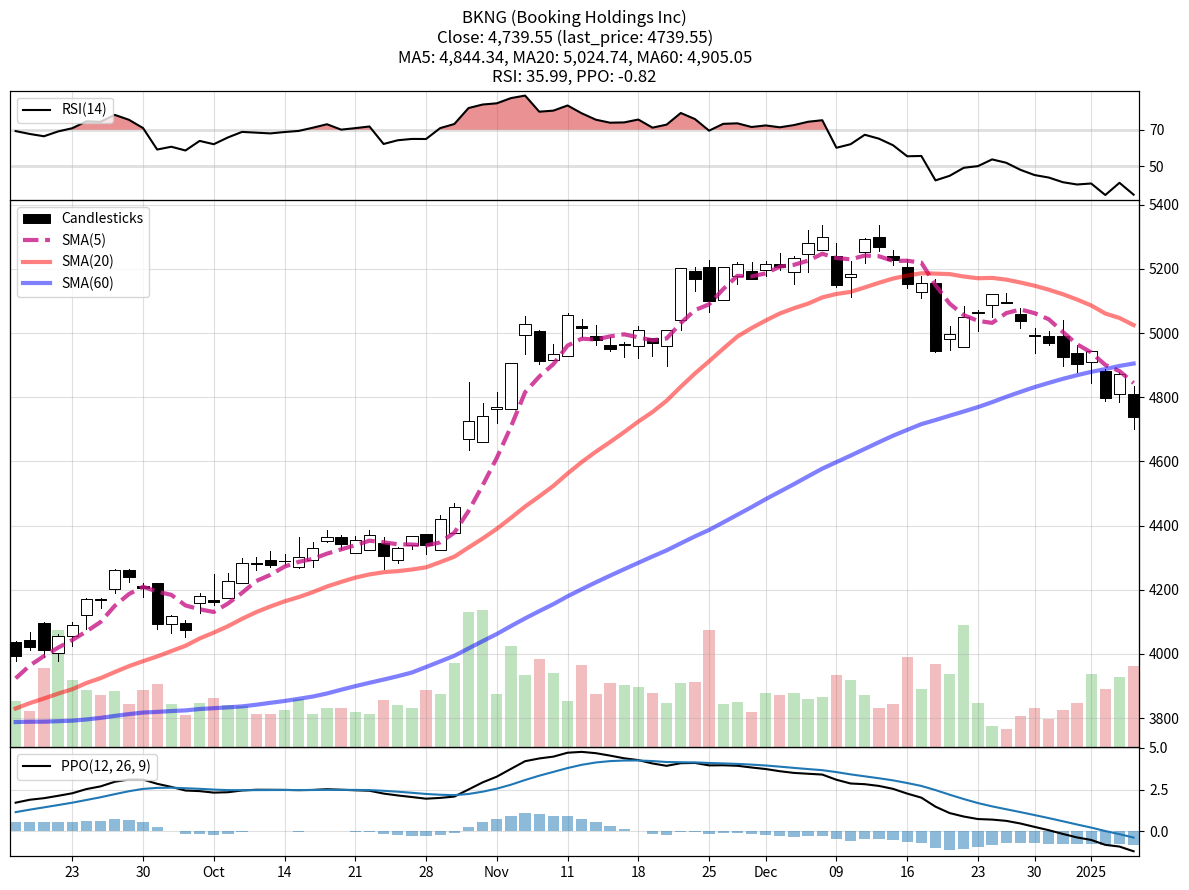 BKNG (Booking Holdings Inc)
Close: 4,739.55 (last_price: 4739.55)
MA5: 4,844.34, MA20: 5,024.74, MA60: 4,905.05
RSI: 35.99, PPO: -0.82
RSI(14)
70
50
Candlesticks
SMA(5)
SMA(20)
SMA(60)
5400
5200
5000
4800
4600
4400
4200
4000
3800
PPO(12, 26, 9)
5.0
2.5
0.0
23 30 Oct 14 21 28 Nov 11 18 25 Dec 09 16 23 30 2025